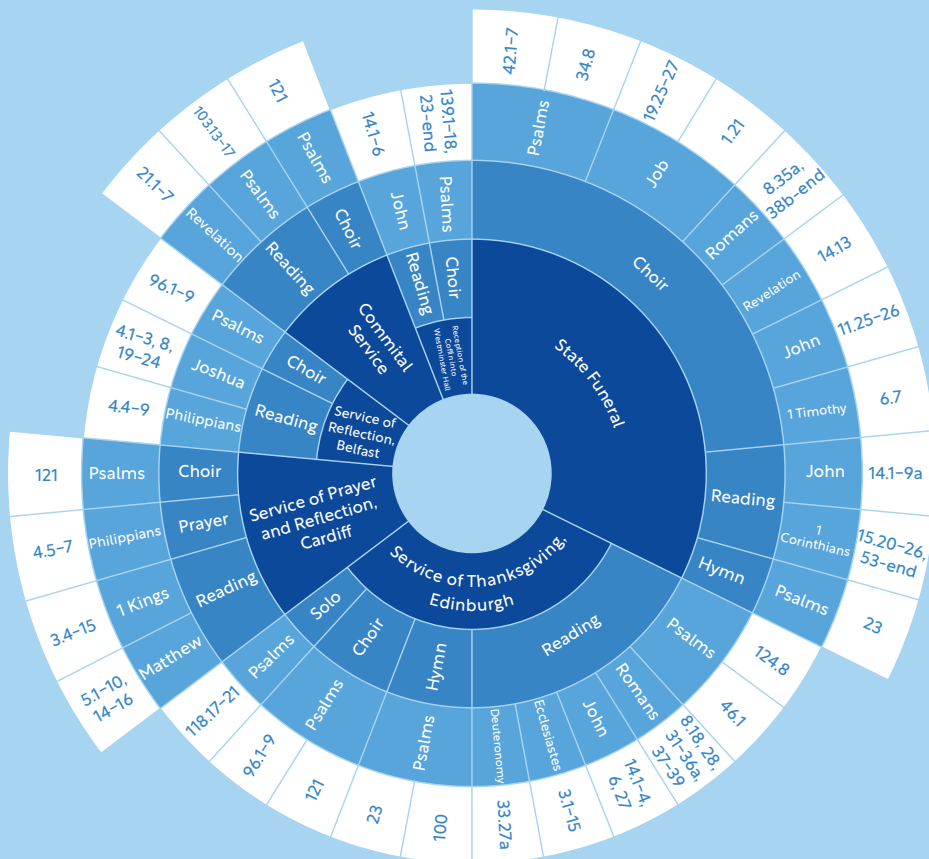 State Funeral
Choir
Psalms
42.1–7
34.8
Job
19.25–27
1.21
Romans
8.35a,
38b–end
Revelation
14.13
John
11.25–26
1 Timothy
6.7
Reading
John
14.1–9a
1
Corinthians
15.20–26,
53–end
Hymn
Psalms
23
Service of Thanksgiving,
Edinburgh
Reading
Psalms
124.8
46.1
Romans
8.18, 28,
31–36a,
37–39
John
14.1–4,
6, 27
Ecclesiastes
3.1–15
Deuteronomy
33.27a
Hymn
Psalms
100
23
Choir
Psalms
121
96.1–9
Solo
Psalms
118.17–21
Service of Prayer
and Reflection,
Cardiff
Reading
Matthew
5.1–10,
14–16
1 Kings
3.4–15
Prayer
Philippians
4.5–7
Choir
Psalms
121
Service of
Reflection,
Belfast
Reading
Philippians
4.4–9
Joshua
4.1–3, 8,
19–24
Choir
Psalms
96.1–9
Commital
Service
Reading
Revelation
21.1–7
Psalms
103.13–17
Choir
Psalms
121
Reception of the
Coffin into
Westminster Hall
Reading
John
14.1–6
Choir
Psalms
139.1–18,
23–end